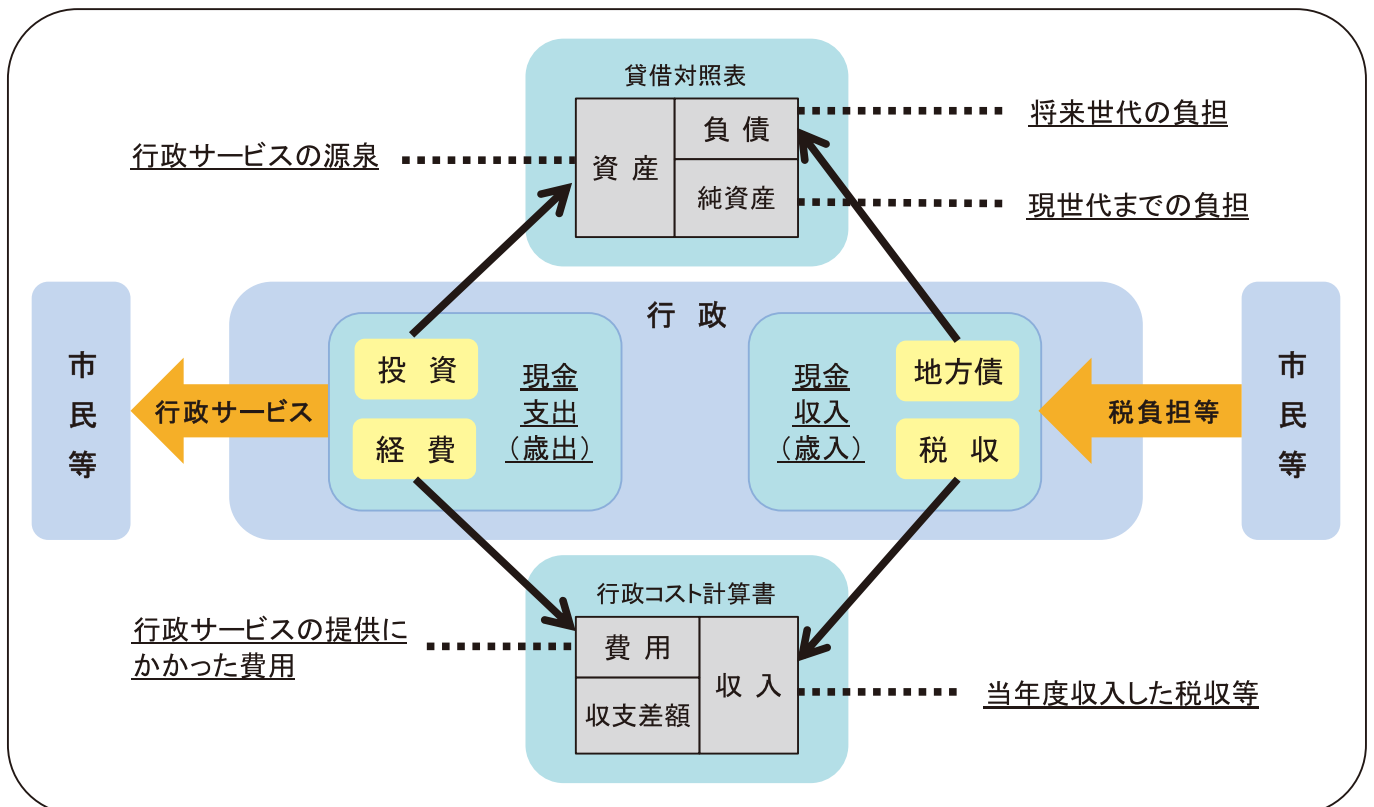 貸借対照表
資産
負債
純資産
行政サービスの源泉
将来世代の負担
現世代までの負担
行政
市
民
等
行政サービス
投資
経費
現金
支出
（歳出）
現金
収入
（歳入）
地方債
税収
税負担等
市
民
等
行政コスト計算書
費用
収支差額
収入
行政サービスの提供に
かかった費用
当年度収入した税収等